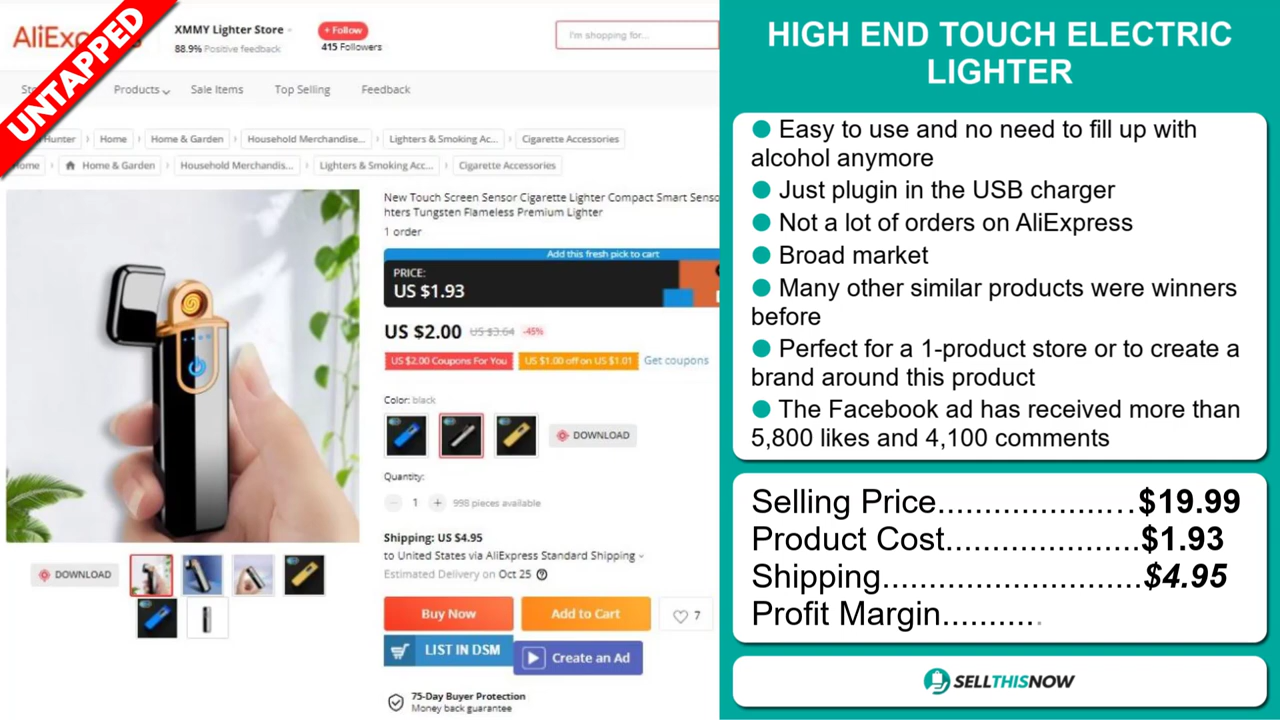 UNTAPPED
AliExpress
XMMY Lighter Store
88.9% Positive feedback
+ Follow
415 Followers
I'm shopping for...
Products
Sale Items
Top Selling
Feedback
Hunter
Home
Home & Garden
Household Merchandise...
Lighters & Smoking Ac...
Cigarette Accessories
Home
Home & Garden
Household Merchandis...
Lighters & Smoking Acc...
Cigarette Accessories
New Touch Screen Sensor Cigarette Lighter Compact Smart Senso
hters Tungsten Flameless Premium Lighter
1 order
Add this fresh pick to cart
PRICE:
US $1.93
US $2.00 US $3.64 -45%
US $2.00 Coupons For You
US $1.00 off on US $1.01
Get coupons
Color: black
DOWNLOAD
Quantity:
1
998 pieces available
Shipping: US $4.95
to United States via AliExpress Standard Shipping
Estimated Delivery on Oct 25
DOWNLOAD
Buy Now
Add to Cart
7
LIST IN DSM
Create an Ad
75-Day Buyer Protection
Money back guarantee
HIGH END TOUCH ELECTRIC
LIGHTER
● Easy to use and no need to fill up with
alcohol anymore
● Just plugin in the USB charger
● Not a lot of orders on AliExpress
● Broad market
● Many other similar products were winners
before
● Perfect for a 1-product store or to create a
brand around this product
● The Facebook ad has received more than
5,800 likes and 4,100 comments
Selling Price.....................$19.99
Product Cost.....................$1.93
Shipping............................$4.95
Profit Margin...........
SELLTHISNOW